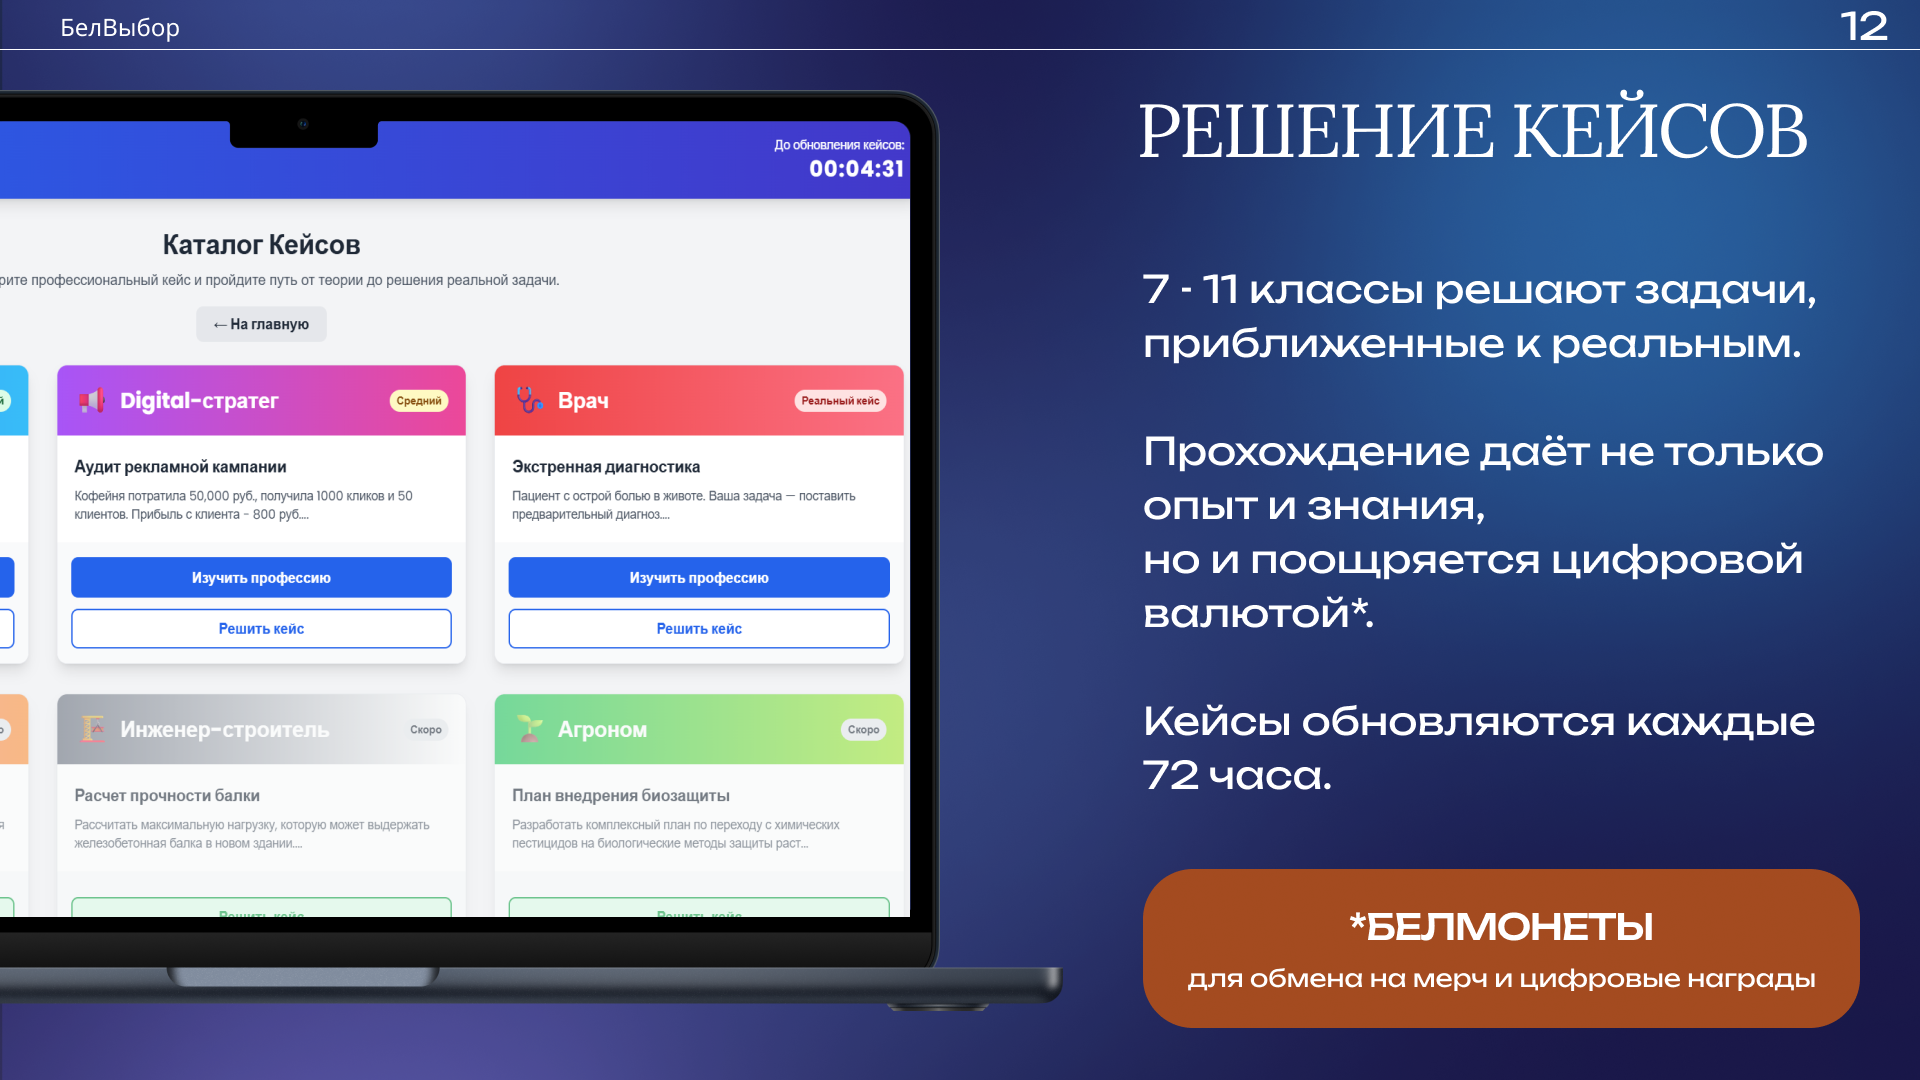 БелВыбор
12
До обновления кейсов:
00:04:31
Каталог Кейсов
профессиональный кейс и пройдите путь от теории до решения реальной задачи.
← На главную
Digital-стратег
Средний
Аудит рекламной кампании
Кофейня потратила 50,000 руб., получила 1000 кликов и 50
клиентов. Прибыль с клиента - 800 руб....
Изучить профессию
Решить кейс
Врач
Реальный кейс
Экстренная диагностика
Пациент с острой болью в животе. Ваша задача — поставить
предварительный диагноз....
Изучить профессию
Решить кейс
Инженер-строитель
Скоро
Расчет прочности балки
Рассчитать максимальную нагрузку, которую может выдержать
железобетонная балка в новом здании....
Решить кейс
Агроном
Скоро
План внедрения биозащиты
Разработать комплексный план по переходу с химических
пестицидов на биологические методы защиты раст...
Решить кейс
РЕШЕНИЕ КЕЙСОВ
7 - 11 классы решают задачи,
приближенные к реальным.
Прохождение даёт не только
опыт и знания,
но и поощряется цифровой
валютой*.
Кейсы обновляются каждые
72 часа.
*БЕЛМОНЕТЫ
для обмена на мерч и цифровые награды